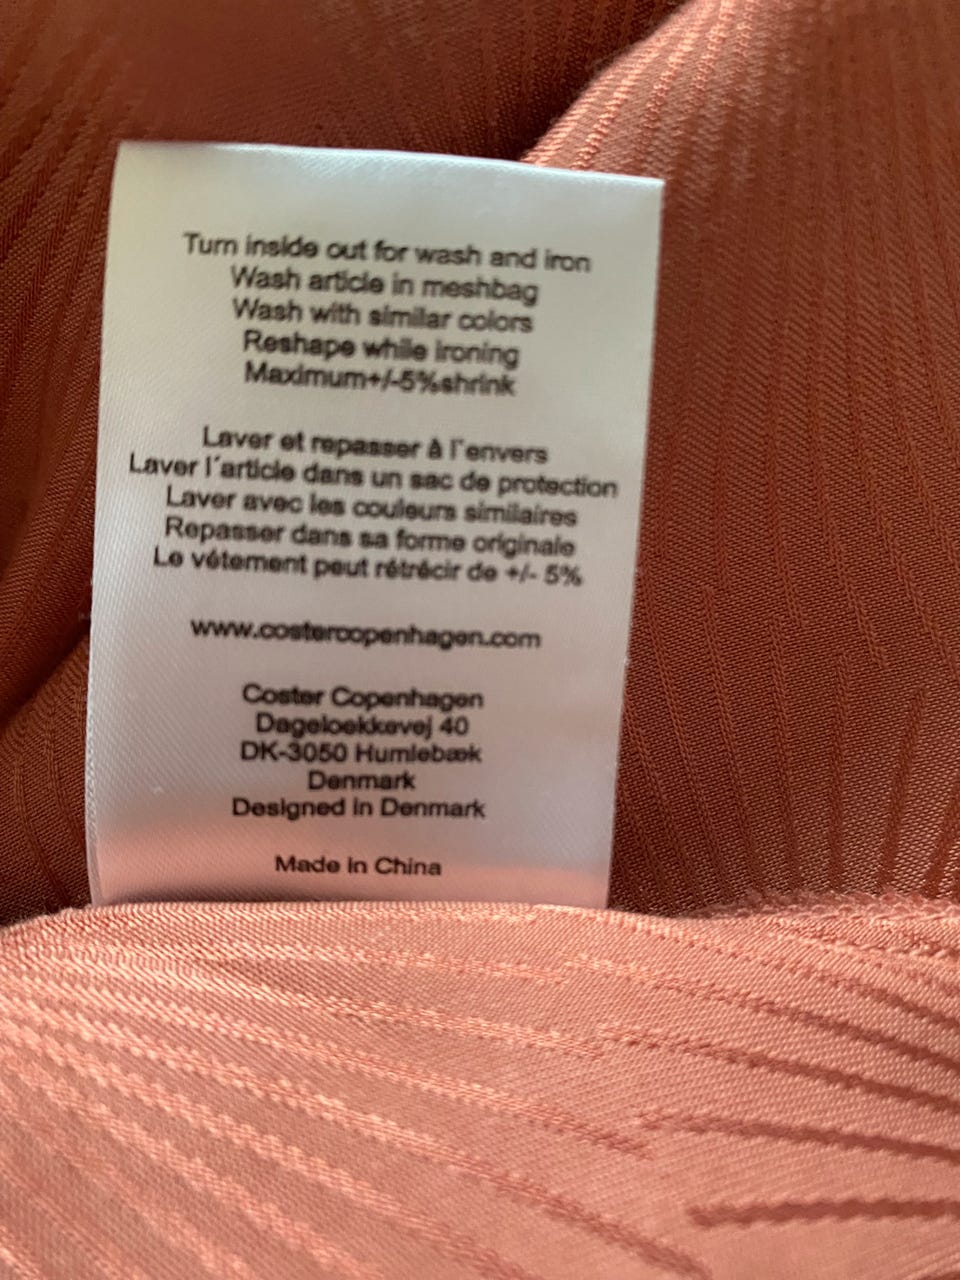 Turn inside out for wash and iron
Wash article in meshbag
Wash with similar colors
Reshape while ironing
Maximum+/-5%shrink
Laver et repasser à l´envers
Laver l´article dans un sac de protection
Laver avec les couleurs similaires
Repasser dans sa forme originale
Le vétement peut rétrécir de +/- 5%
www.costercopenhagen.com
Coster Copenhagen
Dageloekkevej 40
DK-3050 Humlebæk
Denmark
Designed in Denmark
Made in China